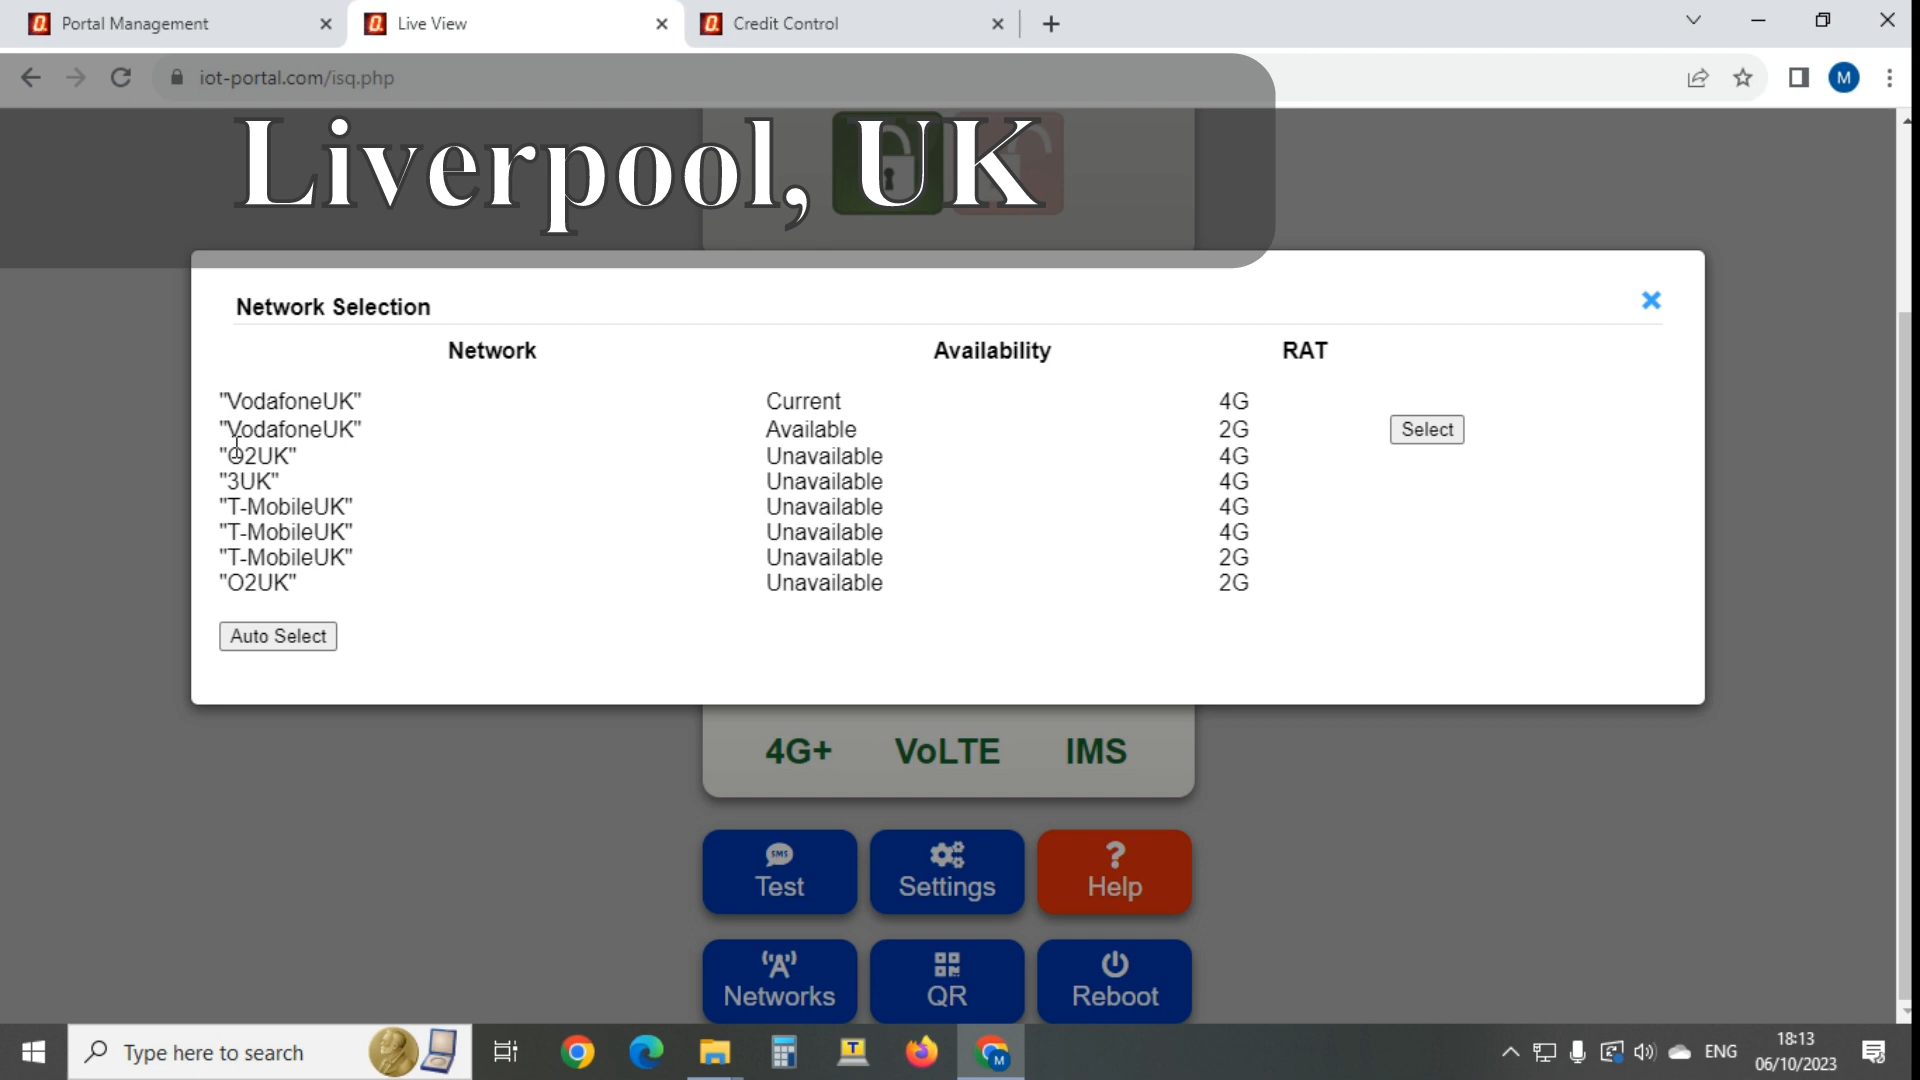 Portal Management
Live View
Credit Control
iot-portal.com/isq.php
M
Liverpool, UK
Network Selection
Network Availability RAT
"VodafoneUK" Current 4G
"VodafoneUK" Available 2G Select
"O2UK" Unavailable 4G
"3UK" Unavailable 4G
"T-MobileUK" Unavailable 4G
"T-MobileUK" Unavailable 4G
"T-MobileUK" Unavailable 2G
"O2UK" Unavailable 2G
Auto Select
4G+ VoLTE IMS
SMS
Test Settings Help
Networks QR Reboot
Type here to search
T
M
ENG
18:13
06/10/2023